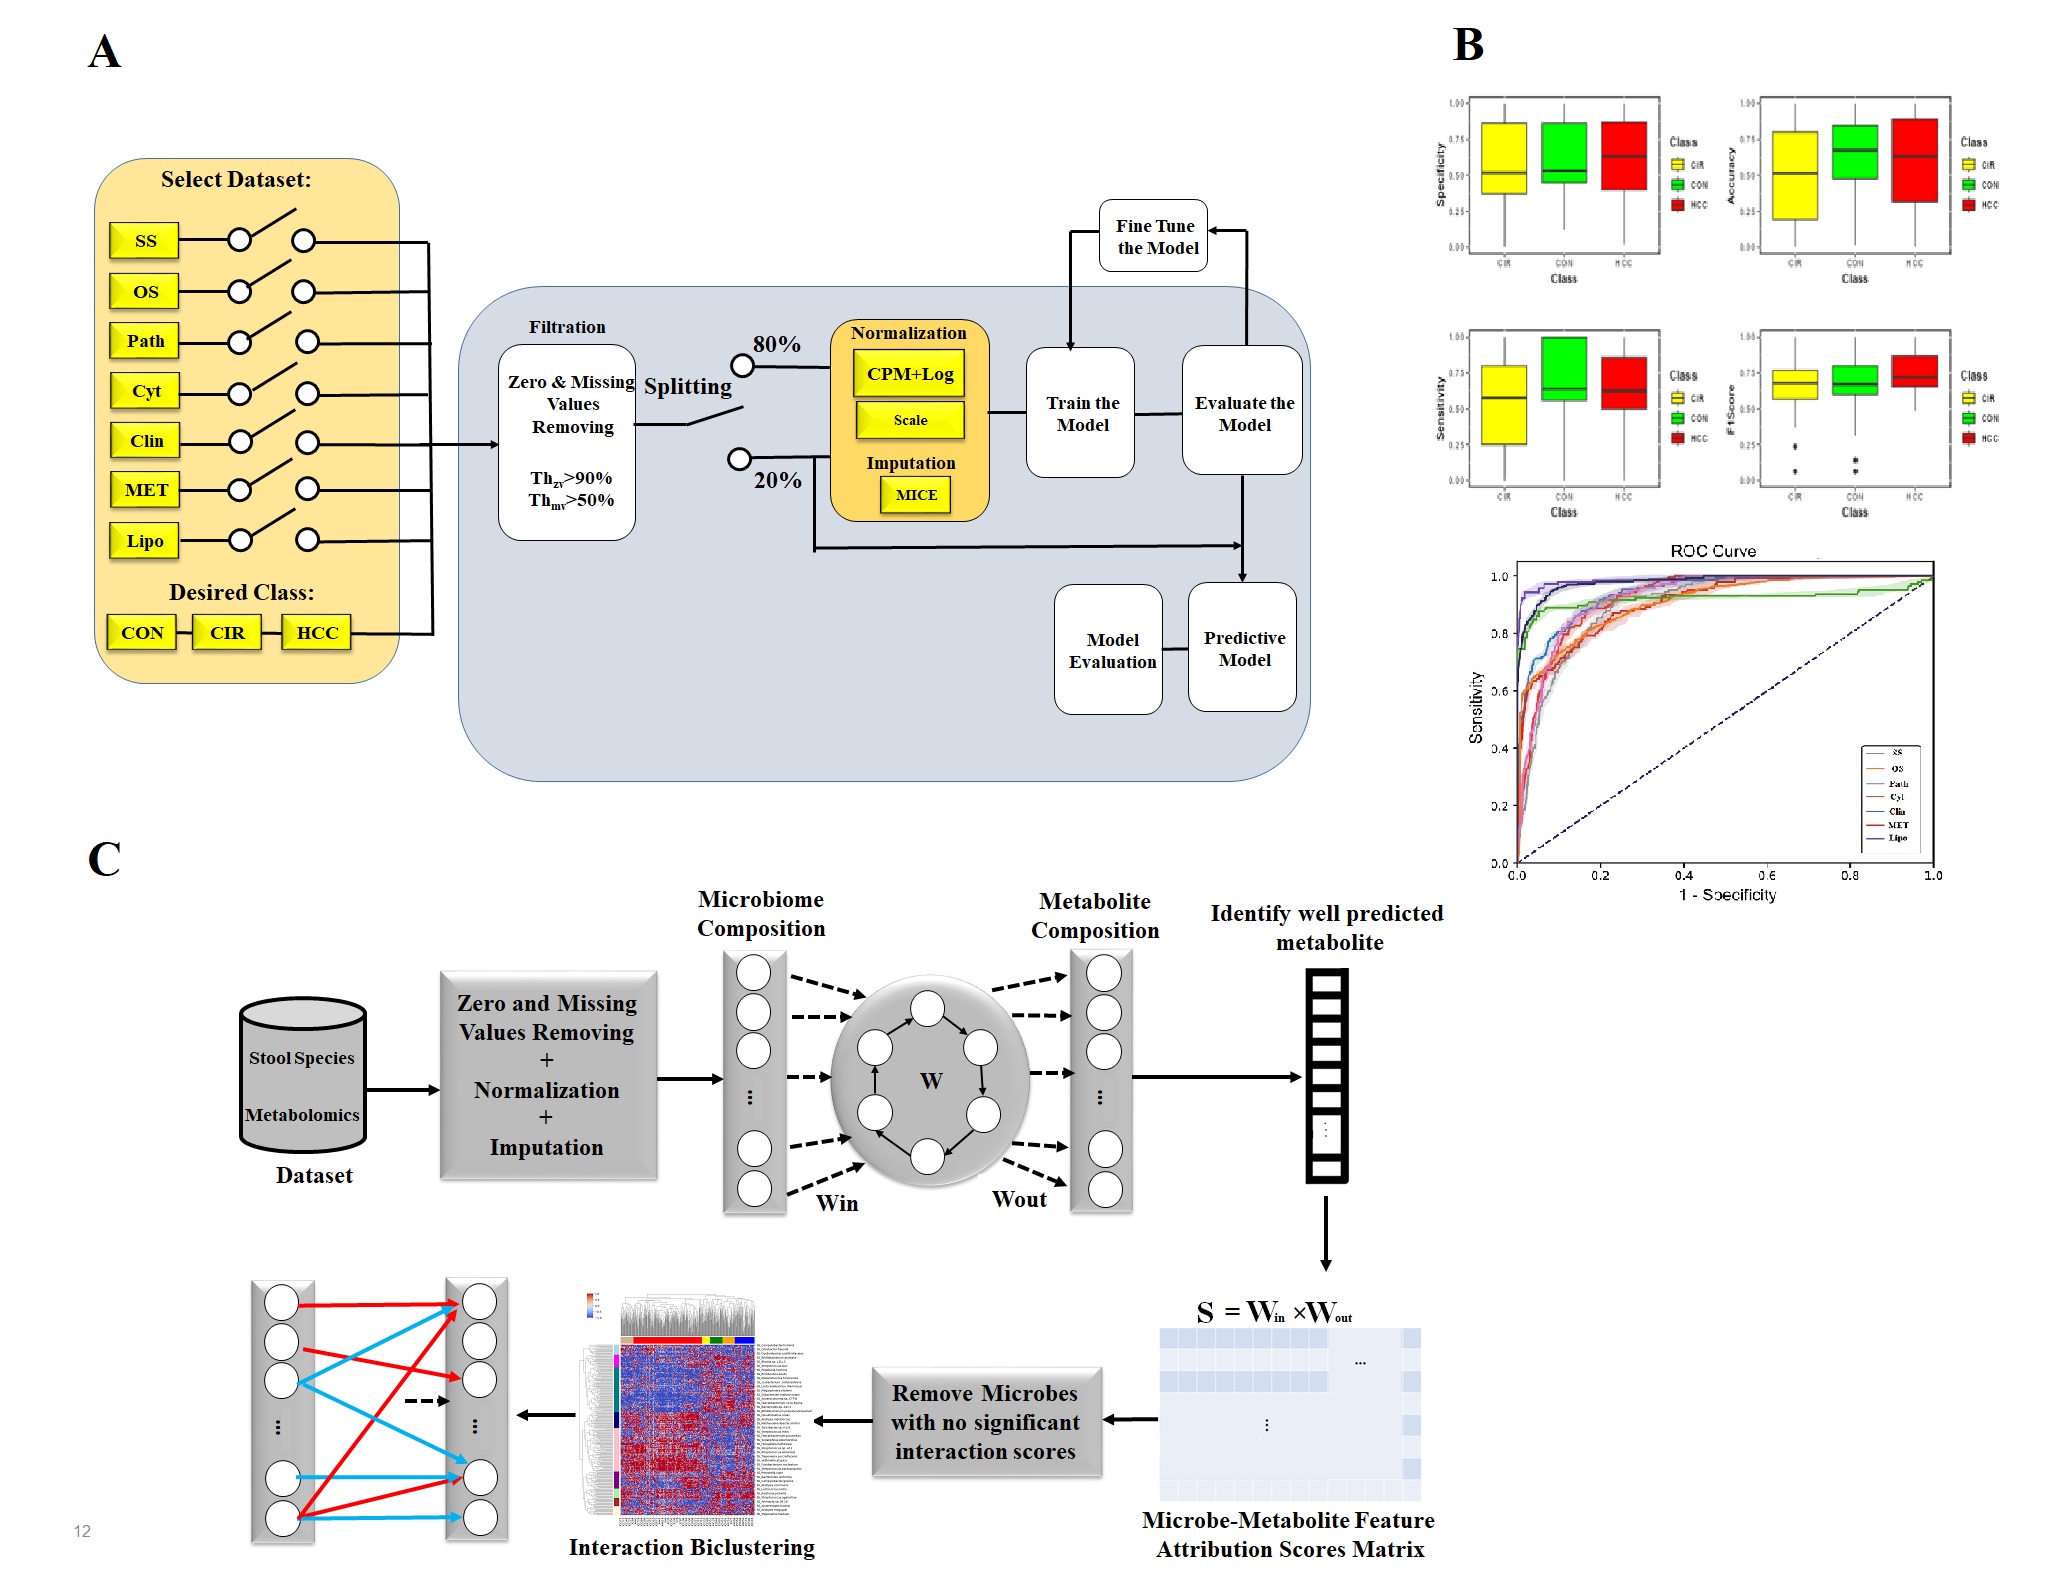 A
Select Dataset:
SS
OS
Path
Cyt
Clin
MET
Lipo
Desired Class:
CON
CIR
HCC
Filtration
Zero & Missing
Values
Removing
Thzv>90%
Thmv>50%
Splitting
80%
20%
Normalization
CPM+Log
Scale
Imputation
MICE
Fine Tune
the Model
Train the
Model
Evaluate the
Model
Model
Evaluation
Predictive
Model
B
Specificity
1.00
0.75
0.50
0.25
0.00
CIR
CON
HCC
Class
Class
CIR
CON
HCC
Accuracy
1.00
0.75
0.50
0.25
0.00
CIR
CON
HCC
Class
Class
CIR
CON
HCC
Sensitivity
1.00
0.75
0.50
0.25
0.00
CIR
CON
HCC
Class
Class
CIR
CON
HCC
F1Score
1.00
0.75
0.50
0.25
0.00
CIR
CON
HCC
Class
Class
CIR
CON
HCC
ROC Curve
Sensitivity
1.0
0.8
0.6
0.4
0.2
0.0
0.0
0.2
0.4
0.6
0.8
1.0
1 - Specificity
SS
OS
Path
Cyt
Clin
MET
Lipo
C
Stool Species
Metabolomics
Dataset
Zero and Missing
Values Removing
+
Normalization
+
Imputation
Microbiome
Composition
...
Win
W
Wout
Metabolite
Composition
...
Identify well predicted
metabolite
S = Win ×Wout
...
Microbe-Metabolite Feature
Attribution Scores Matrix
Remove Microbes
with no significant
interaction scores
Interaction Biclustering
...
...
12